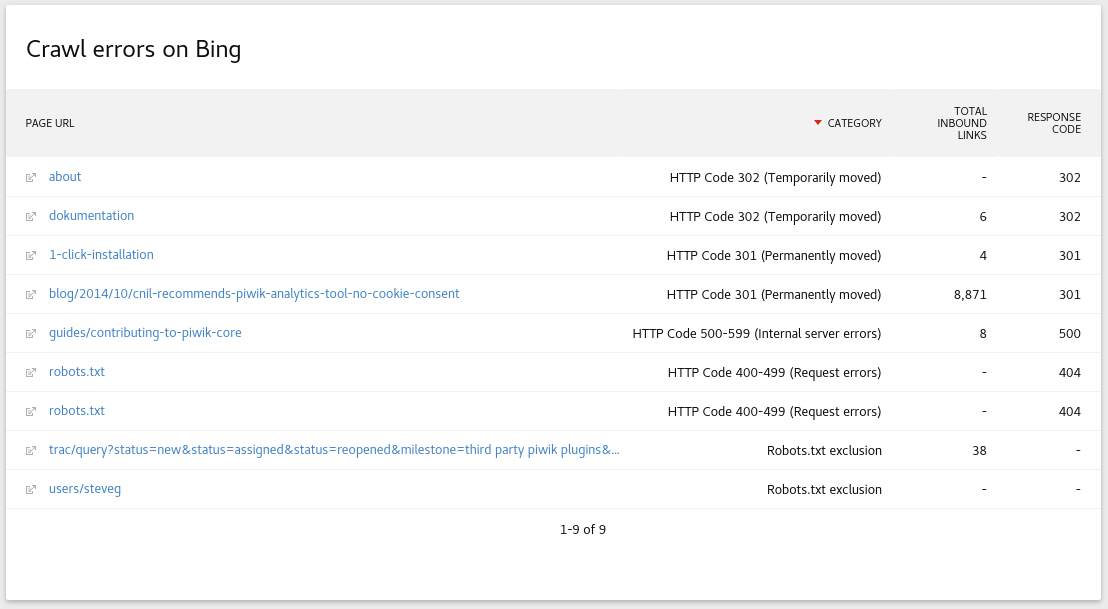 Crawl errors on Bing
PAGE URL CATEGORY TOTAL INBOUND LINKS RESPONSE CODE
about HTTP Code 302 (Temporarily moved) - 302
dokumentation HTTP Code 302 (Temporarily moved) 6 302
1-click-installation HTTP Code 301 (Permanently moved) 4 301
blog/2014/10/cnil-recommends-piwik-analytics-tool-no-cookie-consent HTTP Code 301 (Permanently moved) 8,871 301
guides/contributing-to-piwik-core HTTP Code 500-599 (Internal server errors) 8 500
robots.txt HTTP Code 400-499 (Request errors) - 404
robots.txt HTTP Code 400-499 (Request errors) - 404
trac/query?status=new&status=assigned&status=reopened&milestone=third party piwik plugins&... Robots.txt exclusion 38 -
users/steveg Robots.txt exclusion - -
1-9 of 9